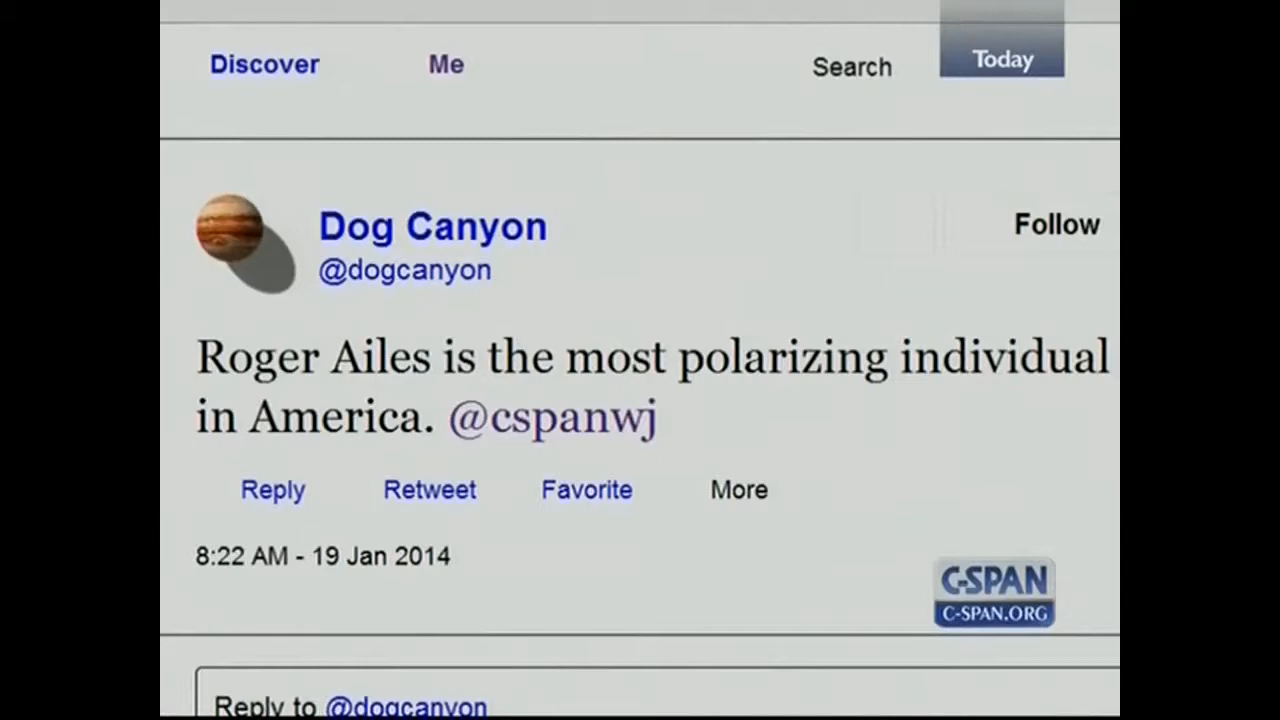 Discover Me Search Today
Dog Canyon
Follow
@dogcanyon
Roger Ailes is the most polarizing individual
in America. @cspanwj
Reply Retweet Favorite More
8:22 AM - 19 Jan 2014
C-SPAN
C-SPAN.ORG
Reply to @dogcanyon